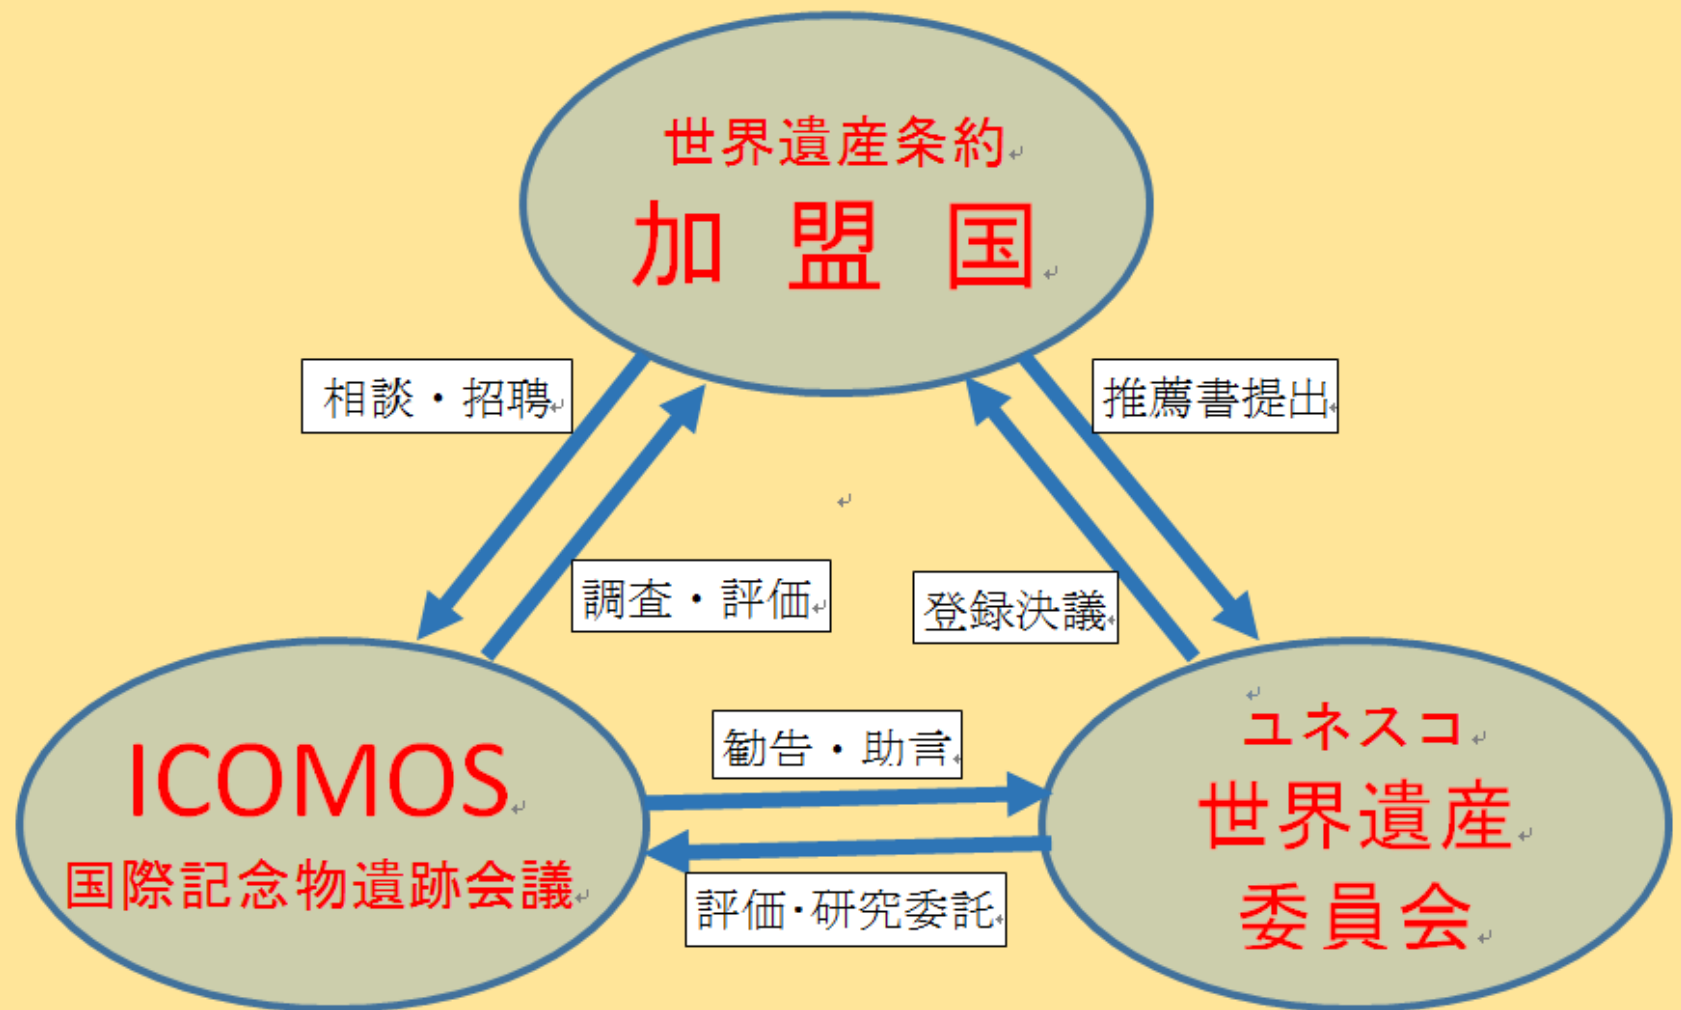 世界遺産条約
加盟国
相談・招聘
推薦書提出
調査・評価
登録決議
ICOMOS
国際記念物遺跡会議
勧告・助言
評価・研究委託
ユネスコ
世界遺産
委員会